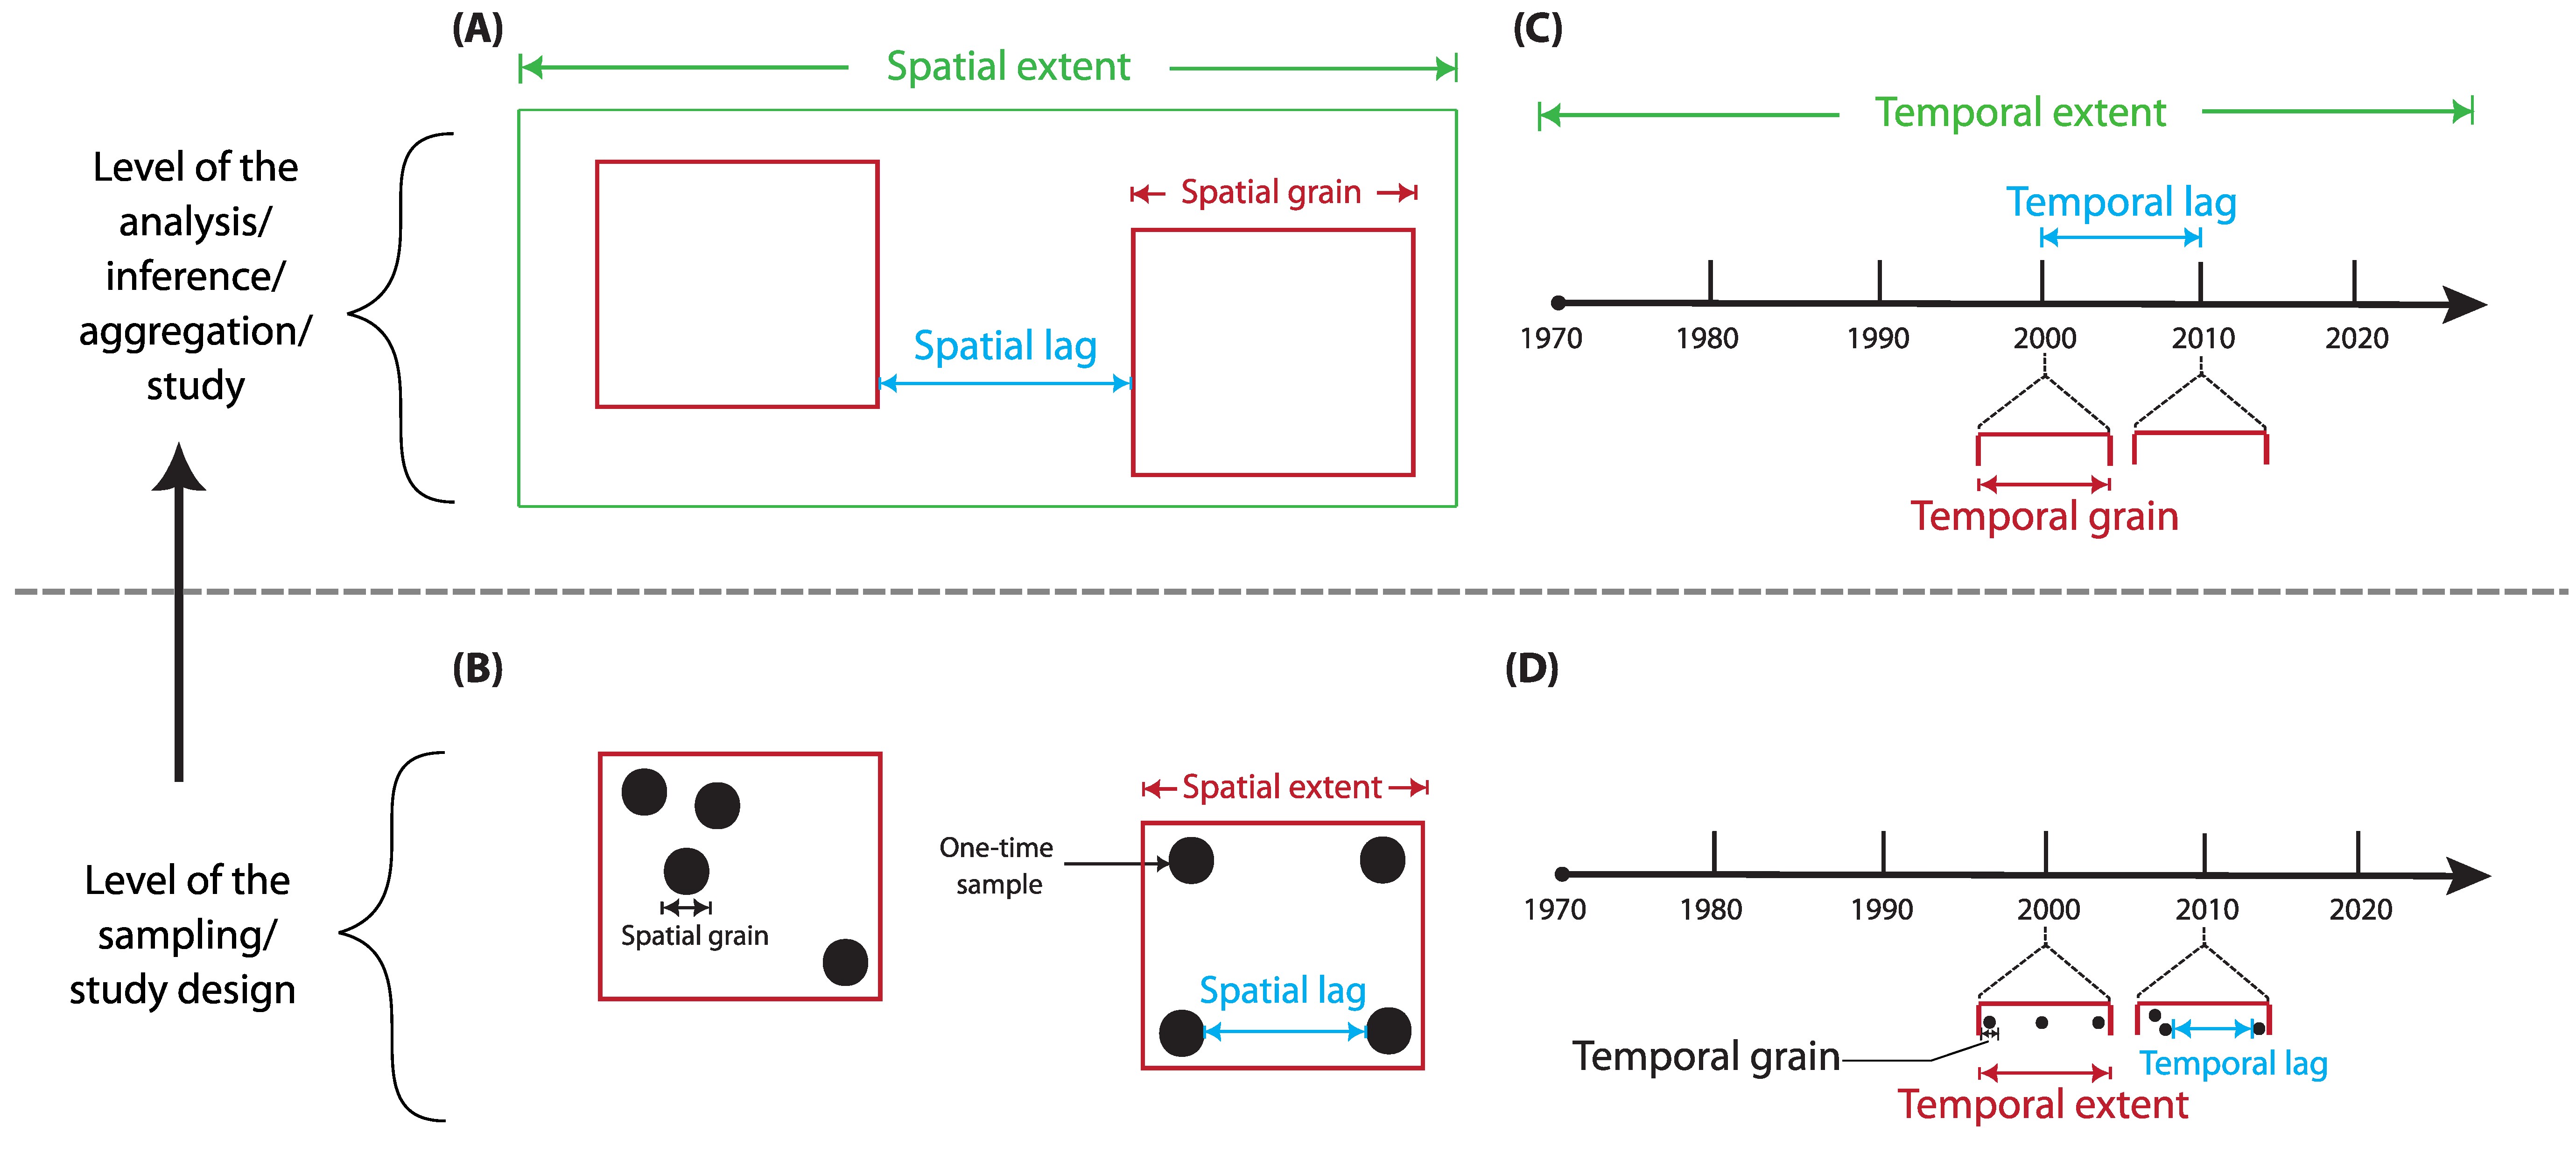 (A)
Spatial extent
Level of the
analysis/
inference/
aggregation/
study
Spatial grain
Spatial lag
(C)
Temporal extent
Temporal lag
1970 1980 1990 2000 2010 2020
Temporal grain
(B)
Level of the
sampling/
study design
Spatial grain
One-time
sample
Spatial extent
Spatial lag
(D)
1970 1980 1990 2000 2010 2020
Temporal grain
Temporal lag
Temporal extent